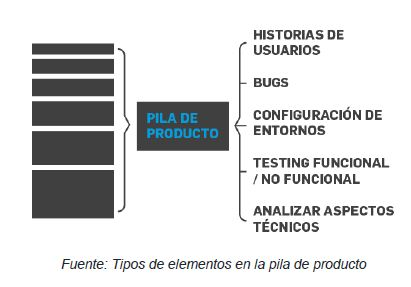 PILA DE
PRODUCTO
HISTORIAS DE
USUARIOS
BUGS
CONFIGURACIÓN DE
ENTORNOS
TESTING FUNCIONAL
/ NO FUNCIONAL
ANALIZAR ASPECTOS
TÉCNICOS
Fuente: Tipos de elementos en la pila de producto